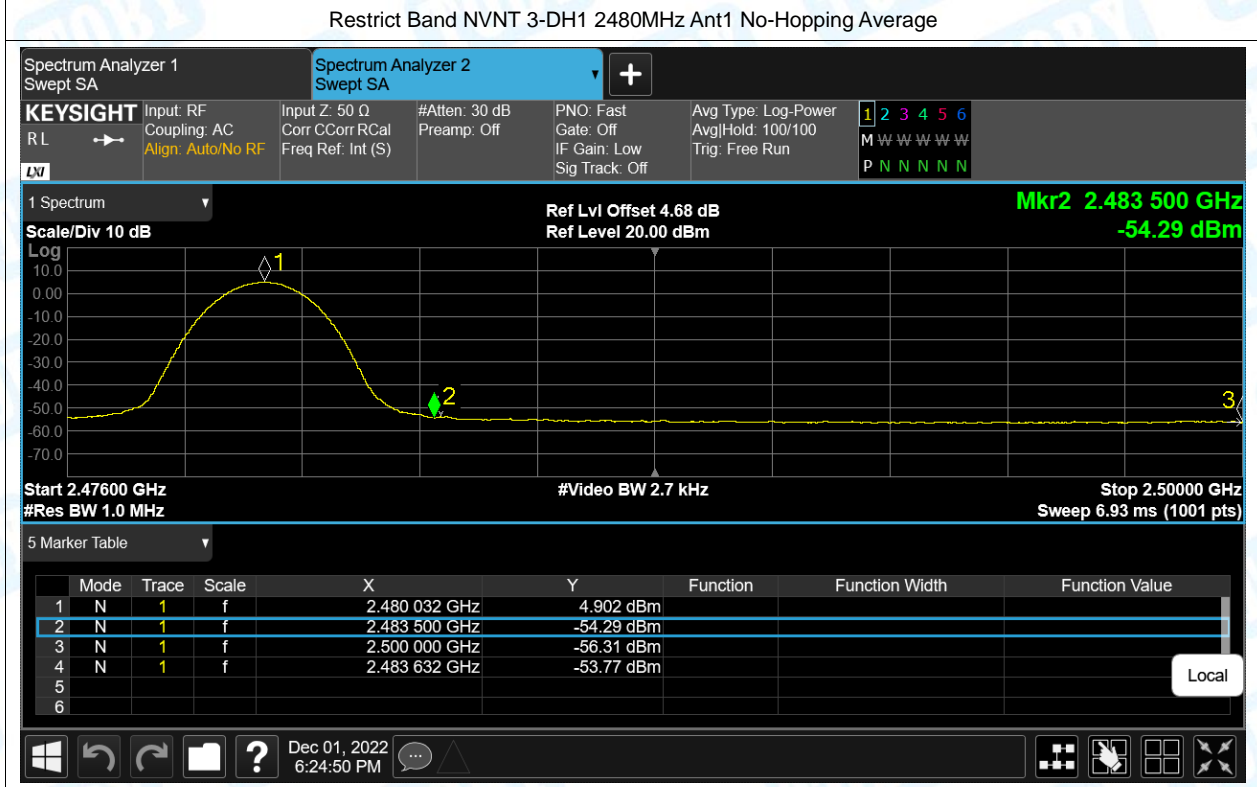 Restrict Band NVNT 3-DH1 2480MHz Ant1 No-Hopping Average
Spectrum Analyzer 1
Swept SA
Spectrum Analyzer 2
Swept SA
KEYSIGHT
R L
LXI
Input: RF
Coupling: AC
Align: Auto/No RF
Input Z: 50 Ω
Corr CCorr RCal
Freq Ref: Int (S)
#Atten: 30 dB
Preamp: Off
PNO: Fast
Gate: Off
IF Gain: Low
Sig Track: Off
Avg Type: Log-Power
Avg|Hold: 100/100
Trig: Free Run
1 2 3 4 5 6
M W W W W W
P N N N N N
1 Spectrum
Scale/Div 10 dB
Ref Lvl Offset 4.68 dB
Ref Level 20.00 dBm
Mkr2 2.483 500 GHz
-54.29 dBm
Log
10.0
0.00
-10.0
-20.0
-30.0
-40.0
-50.0
-60.0
-70.0
1
2
3
Start 2.47600 GHz
#Res BW 1.0 MHz
#Video BW 2.7 kHz
Stop 2.50000 GHz
Sweep 6.93 ms (1001 pts)
5 Marker Table
Mode Trace Scale X Y Function Function Width Function Value
1 N 1 f 2.480 032 GHz 4.902 dBm
2 N 1 f 2.483 500 GHz -54.29 dBm
3 N 1 f 2.500 000 GHz -56.31 dBm
4 N 1 f 2.483 632 GHz -53.77 dBm
5
6
Local
?
Dec 01, 2022
6:24:50 PM